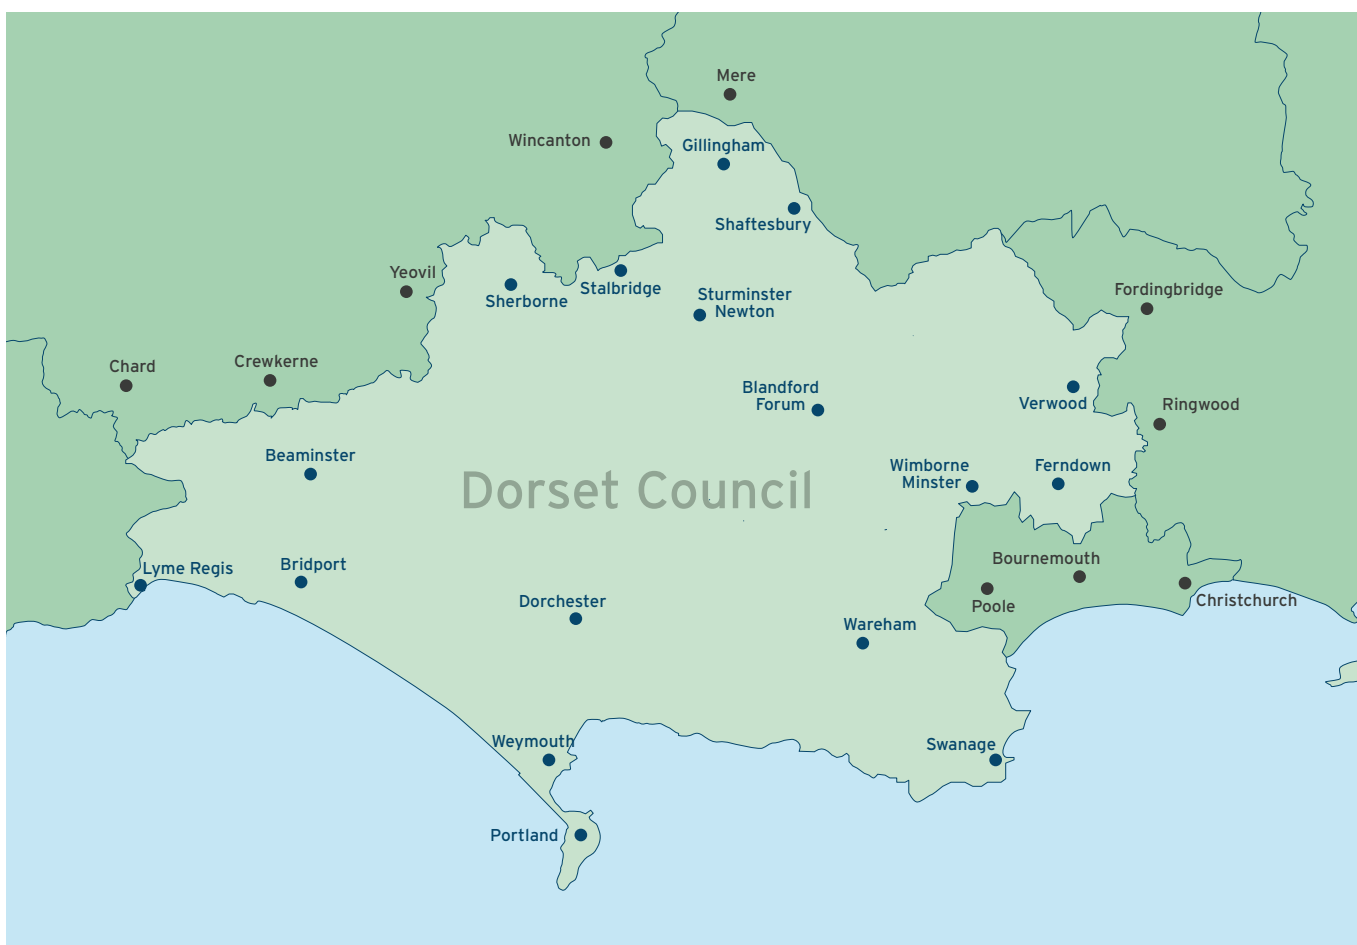 Mere
Wincanton
Gillingham
Shaftesbury
Yeovil
Sherborne
Stalbridge
Sturminster
Newton
Fordingbridge
Chard
Crewkerne
Blandford
Forum
Verwood
Ringwood
Beaminster
Dorset Council
Wimborne
Minster
Ferndown
Lyme Regis
Bridport
Bournemouth
Poole
Christchurch
Dorchester
Wareham
Weymouth
Swanage
Portland